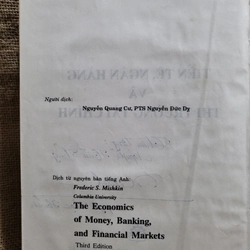 Người dịch:
Nguyễn Quang Cư, PTS Nguyễn Đức Dỵ
Dịch từ nguyên bản tiếng Anh:
Frederic S. Mishkin
Columbia University
The Economics
of Money, Banking,
and Financial Markets
Third Edition